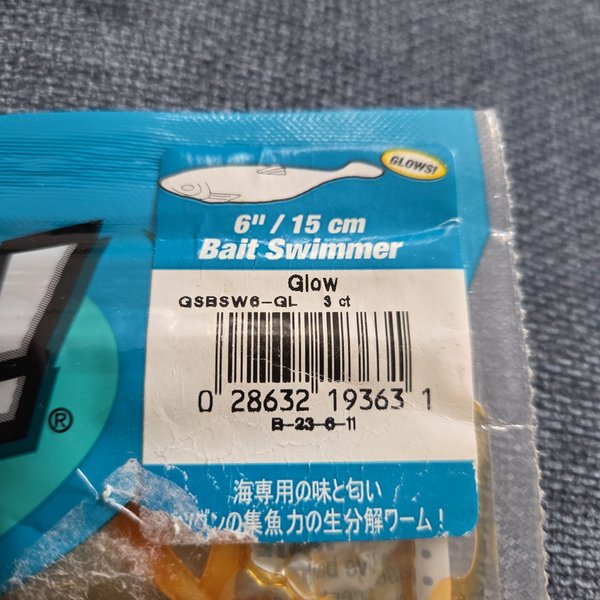 GLOWS!
6" / 15 cm
Bait Swimmer
Glow
GSBSW6-GL 3 ct
0 28632 19363 1
B-23-6-11
!
®
海専用の味と匂い
の集魚力の生分解ワーム!